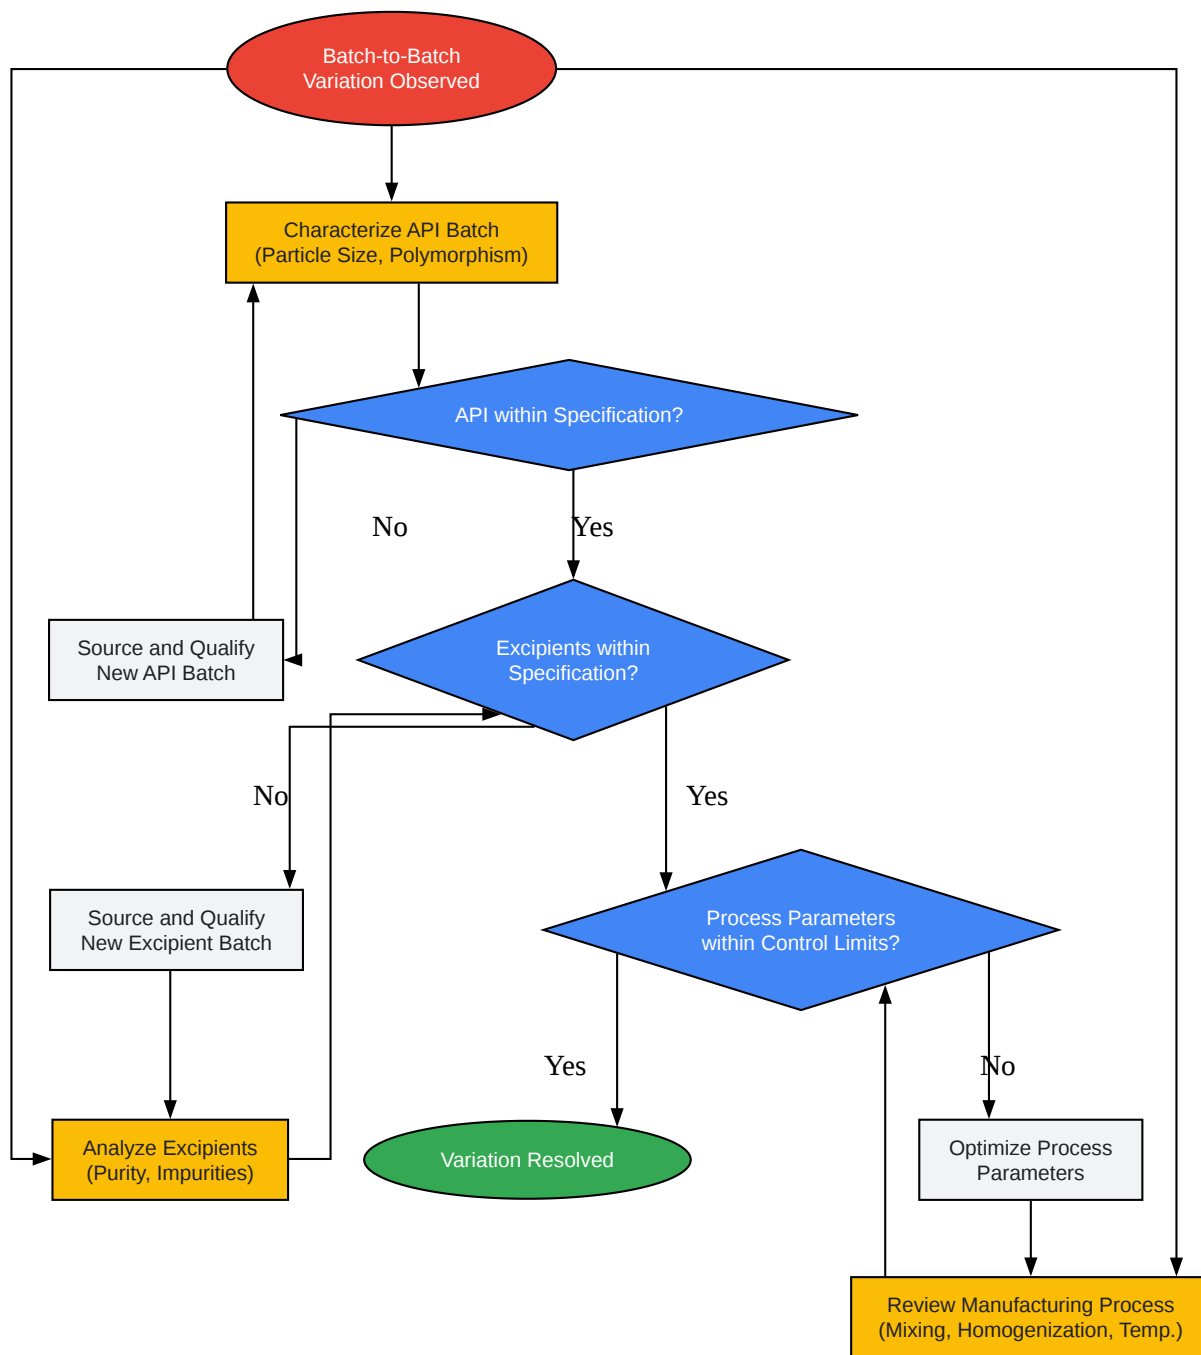 Batch-to-Batch
Variation Observed
Characterize API Batch
(Particle Size, Polymorphism)
API within Specification?
No
Yes
Source and Qualify
New API Batch
Excipients within
Specification?
No
Yes
Source and Qualify
New Excipient Batch
Process Parameters
within Control Limits?
Yes
No
Analyze Excipients
(Purity, Impurities)
Variation Resolved
Optimize Process
Parameters
Review Manufacturing Process
(Mixing, Homogenization, Temp.)